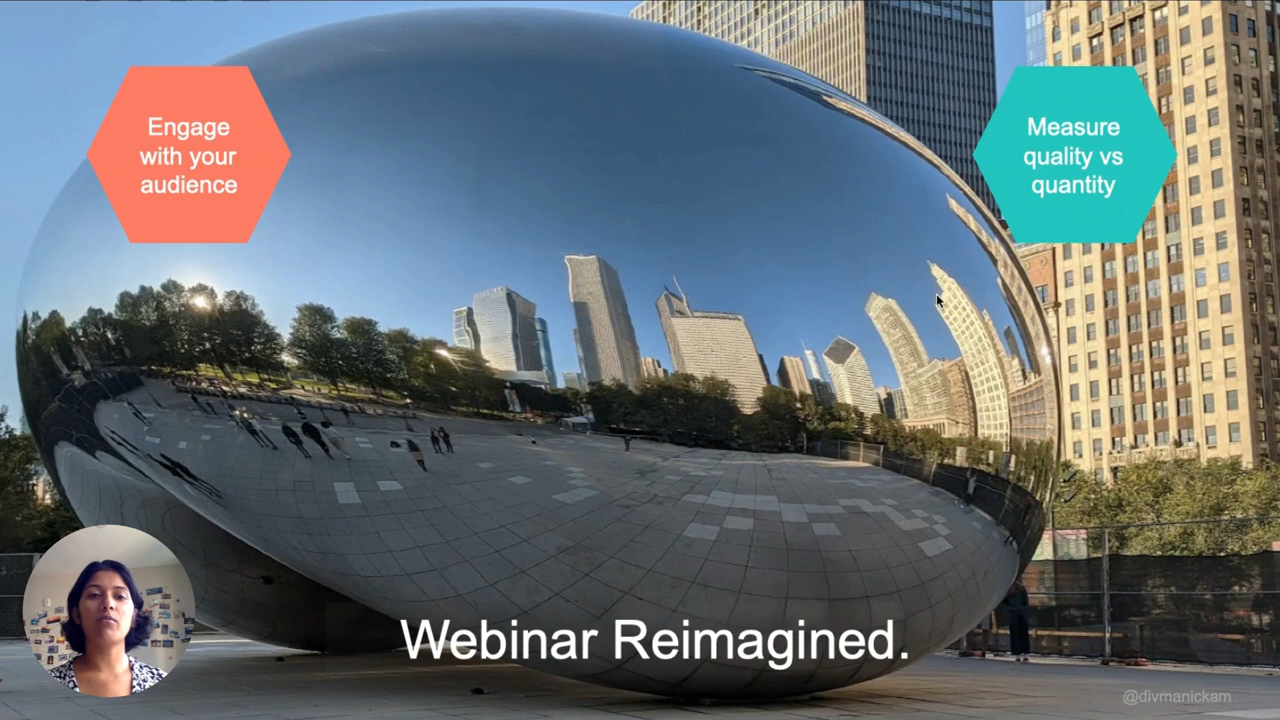 Engage
with your
audience
Measure
quality vs
quantity
Webinar Reimagined.
@divmanickam